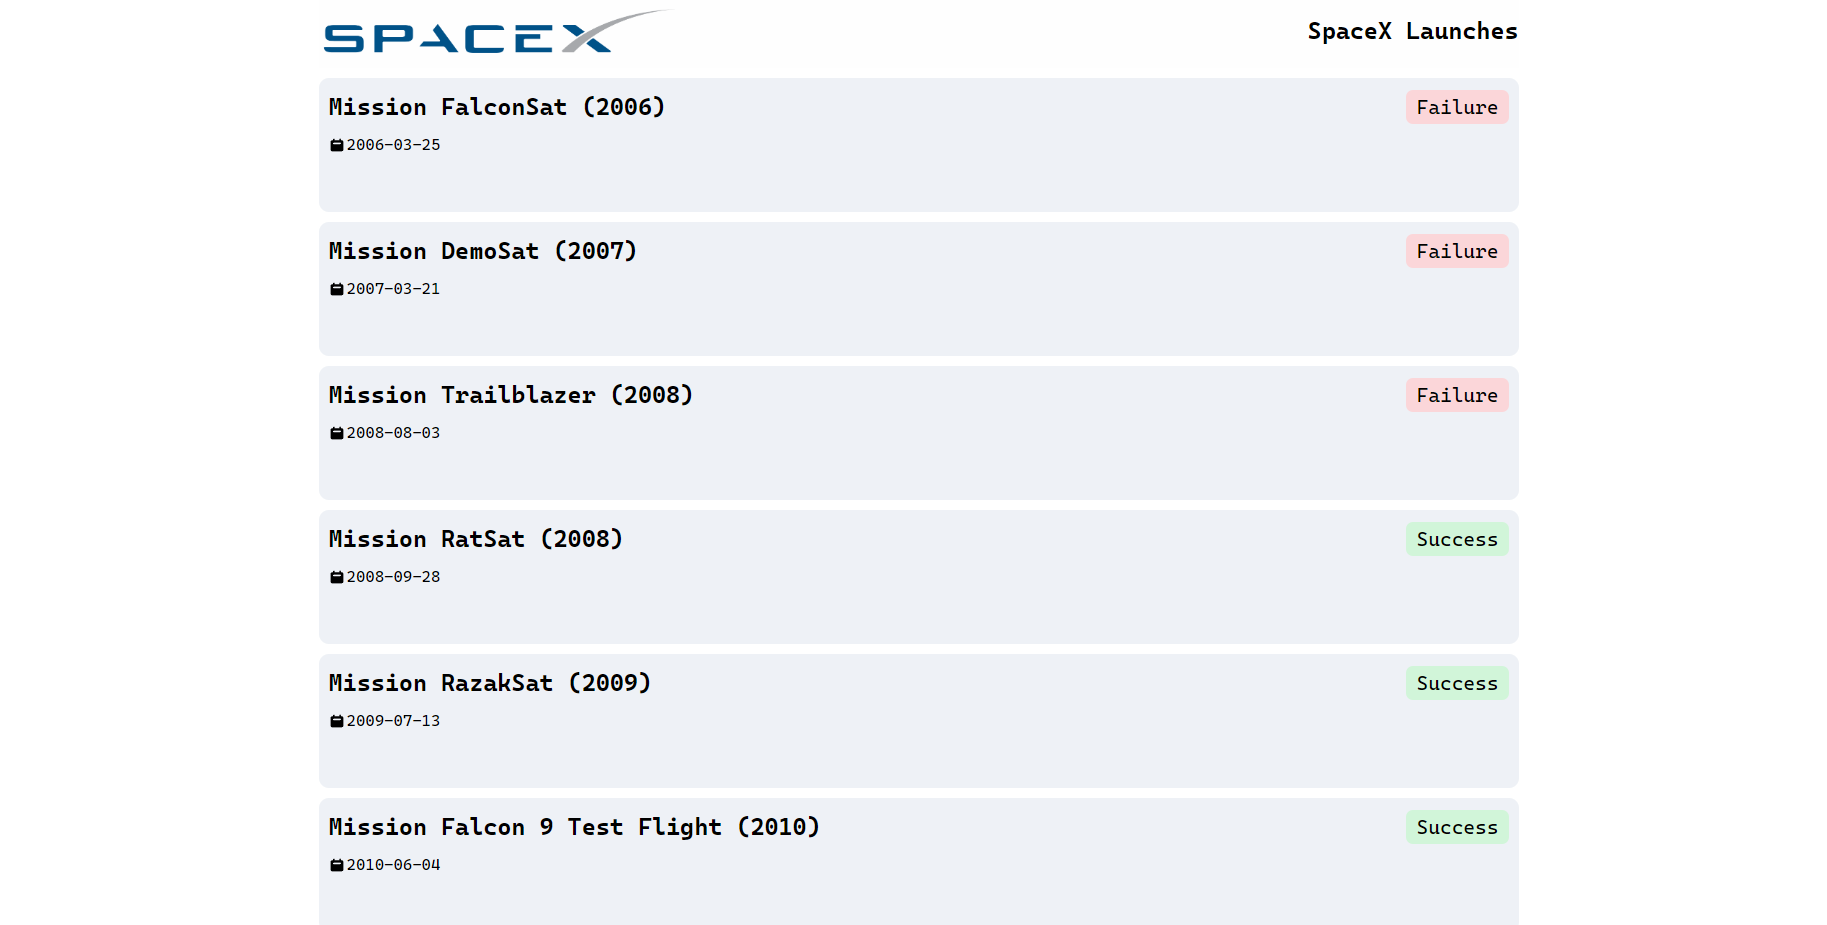 SPACEX
SpaceX Launches
Mission FalconSat (2006)
Failure
2006-03-25
Mission DemoSat (2007)
Failure
2007-03-21
Mission Trailblazer (2008)
Failure
2008-08-03
Mission RatSat (2008)
Success
2008-09-28
Mission RazakSat (2009)
Success
2009-07-13
Mission Falcon 9 Test Flight (2010)
Success
2010-06-04